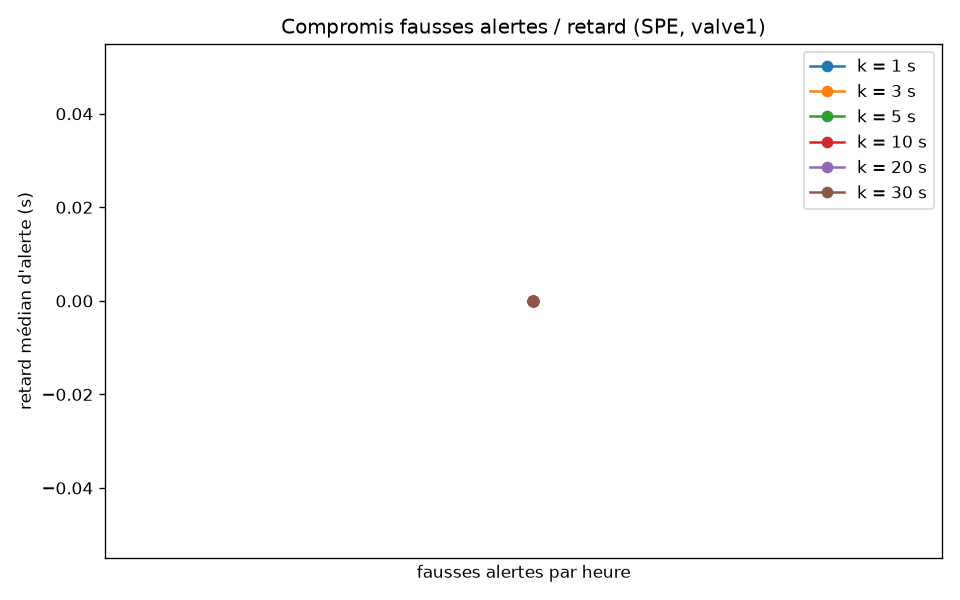 Compromis fausses alertes / retard (SPE, valve1)
k = 1 s
k = 3 s
k = 5 s
k = 10 s
k = 20 s
k = 30 s
0.04
0.02
0.00
−0.02
−0.04
retard médian d'alerte (s)
fausses alertes par heure